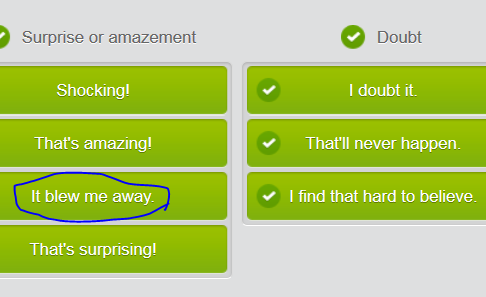 Surprise or amazement
Shocking!
That's amazing!
It blew me away.
That's surprising!
Doubt
I doubt it.
That'll never happen.
I find that hard to believe.